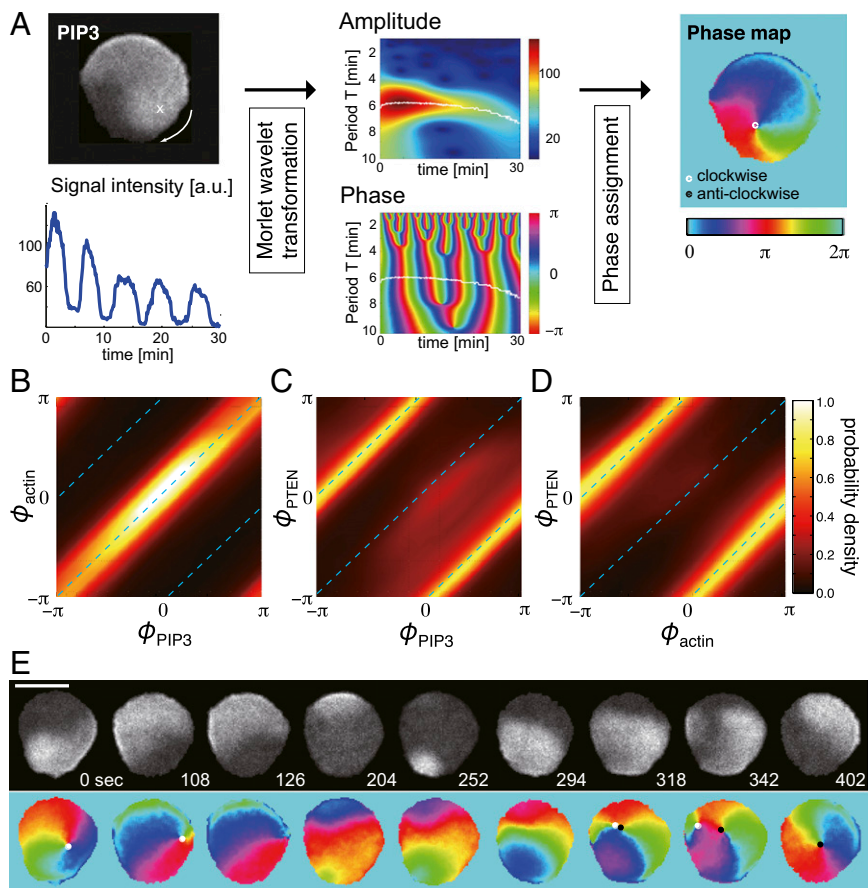 A
PIP3
x
Signal intensity [a.u.]
100
60
0 10 20 30
time [min]
Morlet wavelet
transformation
Amplitude
Period T [min]
2
4
6
8
10
0 30
time [min]
100
20
Phase
Period T [min]
2
4
6
8
10
0 30
time [min]
π
0
−π
Phase assignment
Phase map
clockwise
anti-clockwise
0 π 2π
B
π
0
−π
ϕactin
−π 0 π
ϕPIP3
C
π
0
−π
ϕPTEN
−π 0 π
ϕPIP3
D
π
0
−π
ϕPTEN
−π 0 π
ϕactin
1.0
0.8
0.6
0.4
0.2
0.0
probability density
E
0 sec 108 126 204 252 294 318 342 402